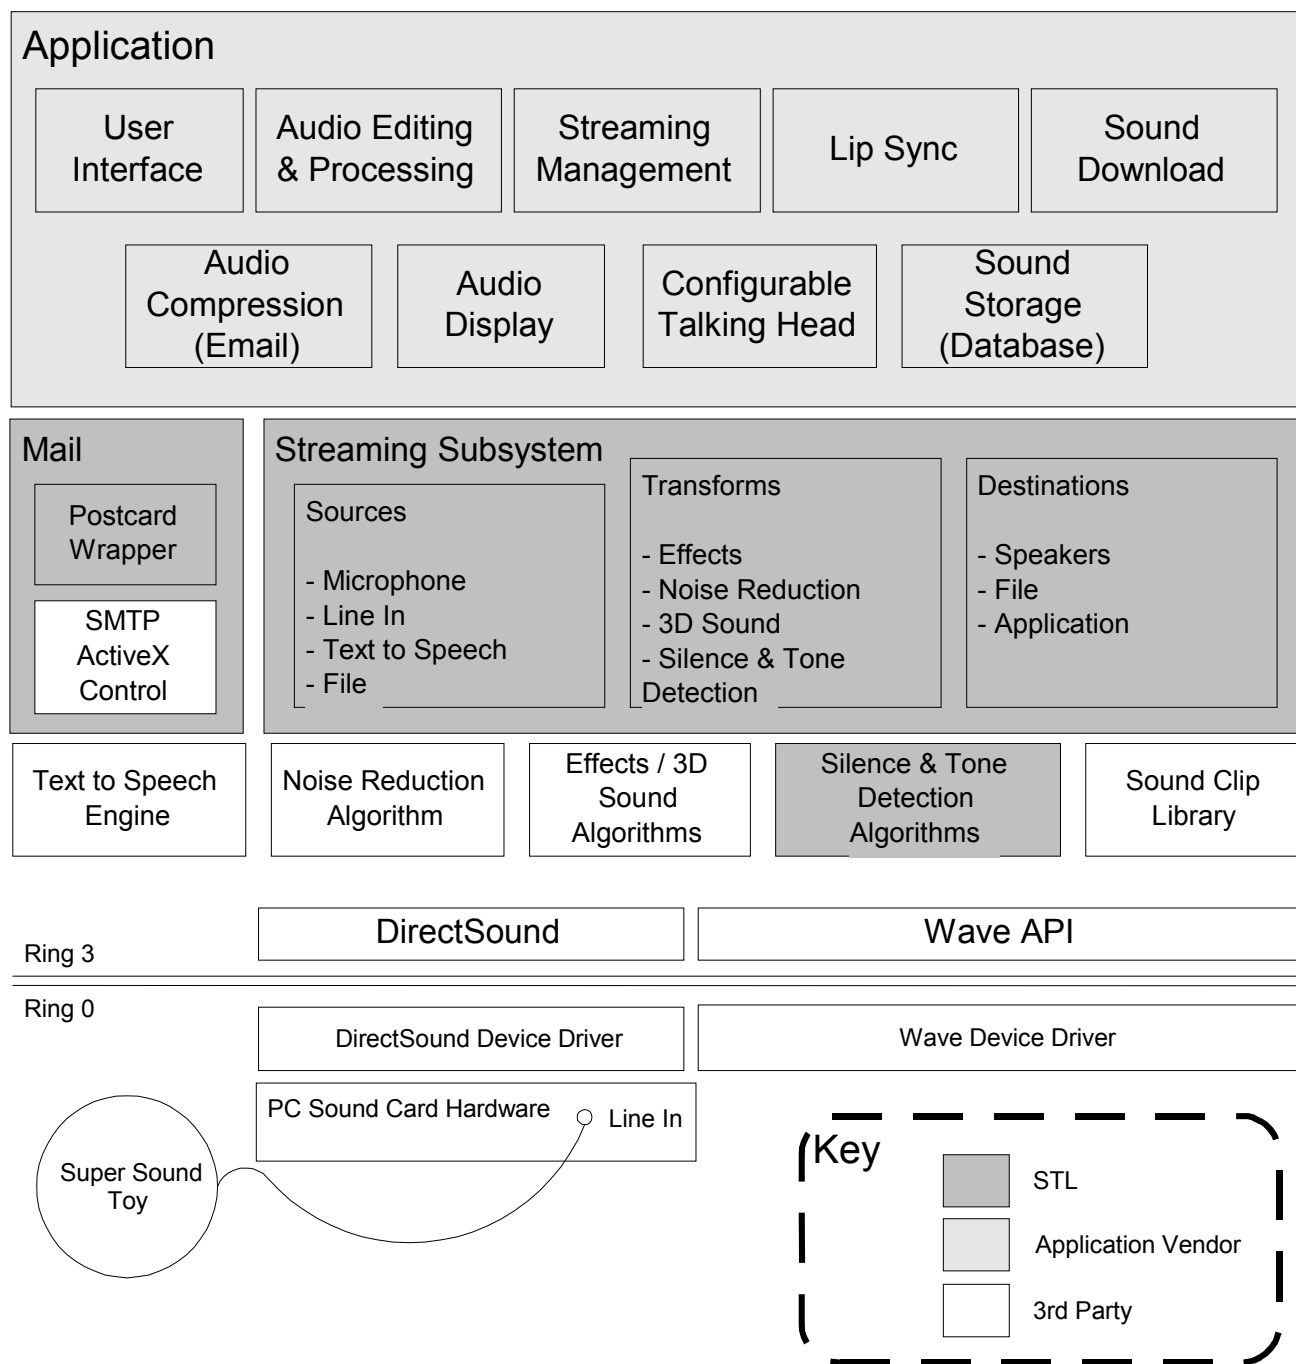 Application
User
Interface
Audio Editing
& Processing
Streaming
Management
Lip Sync
Sound
Download
Audio
Compression
(Email)
Audio
Display
Configurable
Talking Head
Sound
Storage
(Database)
Mail
Postcard
Wrapper
SMTP
ActiveX
Control
Streaming Subsystem
Sources
- Microphone
- Line In
- Text to Speech
- File
Transforms
- Effects
- Noise Reduction
- 3D Sound
- Silence & Tone
Detection
Destinations
- Speakers
- File
- Application
Text to Speech
Engine
Noise Reduction
Algorithm
Effects / 3D
Sound
Algorithms
Silence & Tone
Detection
Algorithms
Sound Clip
Library
DirectSound
Wave API
Ring 3
Ring 0
DirectSound Device Driver
Wave Device Driver
PC Sound Card Hardware
Line In
Super Sound
Toy
Key
STL
Application Vendor
3rd Party